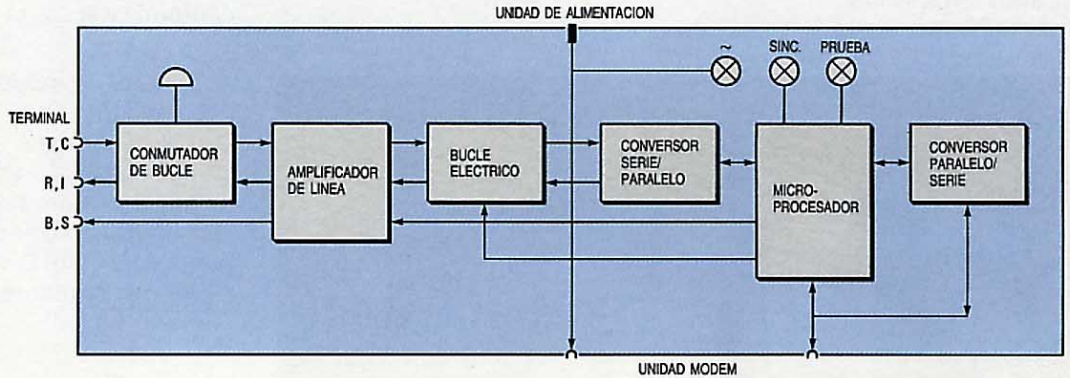 UNIDAD DE ALIMENTACION
~
SINC.
PRUEBA
TERMINAL
T,C
R,I
B,S
CONMUTADOR
DE BUCLE
AMPLIFICADOR
DE LINEA
BUCLE
ELECTRICO
CONVERSOR
SERIE/
PARALELO
MICRO-
PROCESADOR
CONVERSOR
PARALELO/
SERIE
UNIDAD MODEM